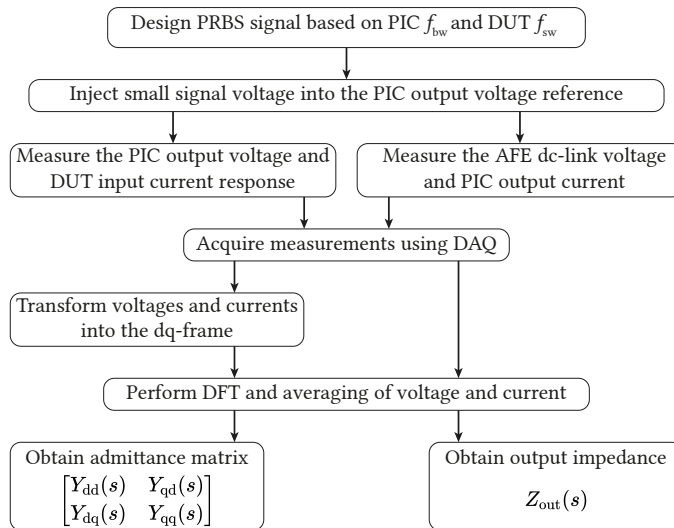 Design PRBS signal based on PIC f_bw and DUT f_sw
Inject small signal voltage into the PIC output voltage reference
Measure the PIC output voltage and
DUT input current response
Measure the AFE dc-link voltage
and PIC output current
Acquire measurements using DAQ
Transform voltages and currents
into the dq-frame
Perform DFT and averaging of voltage and current
Obtain admittance matrix
[Y_dd(s) Y_qd(s)
Y_dq(s) Y_qq(s)]
Obtain output impedance
Z_out(s)